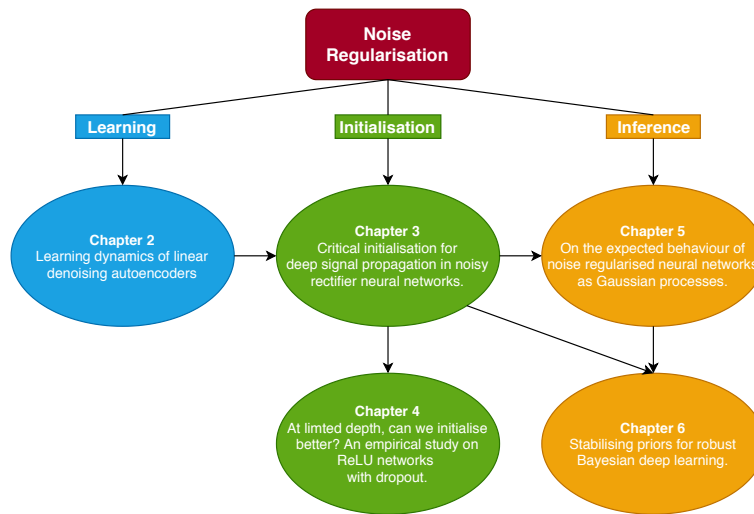 Noise
Regularisation
Learning
Initialisation
Inference
Chapter 2
Learning dynamics of linear
denoising autoencoders
Chapter 3
Critical initialisation for
deep signal propagation in noisy
rectifier neural networks.
Chapter 5
On the expected behaviour of
noise regularised neural networks
as Gaussian processes.
Chapter 4
At limted depth, can we initialise
better? An empirical study on
ReLU networks
with dropout.
Chapter 6
Stabilising priors for robust
Bayesian deep learning.